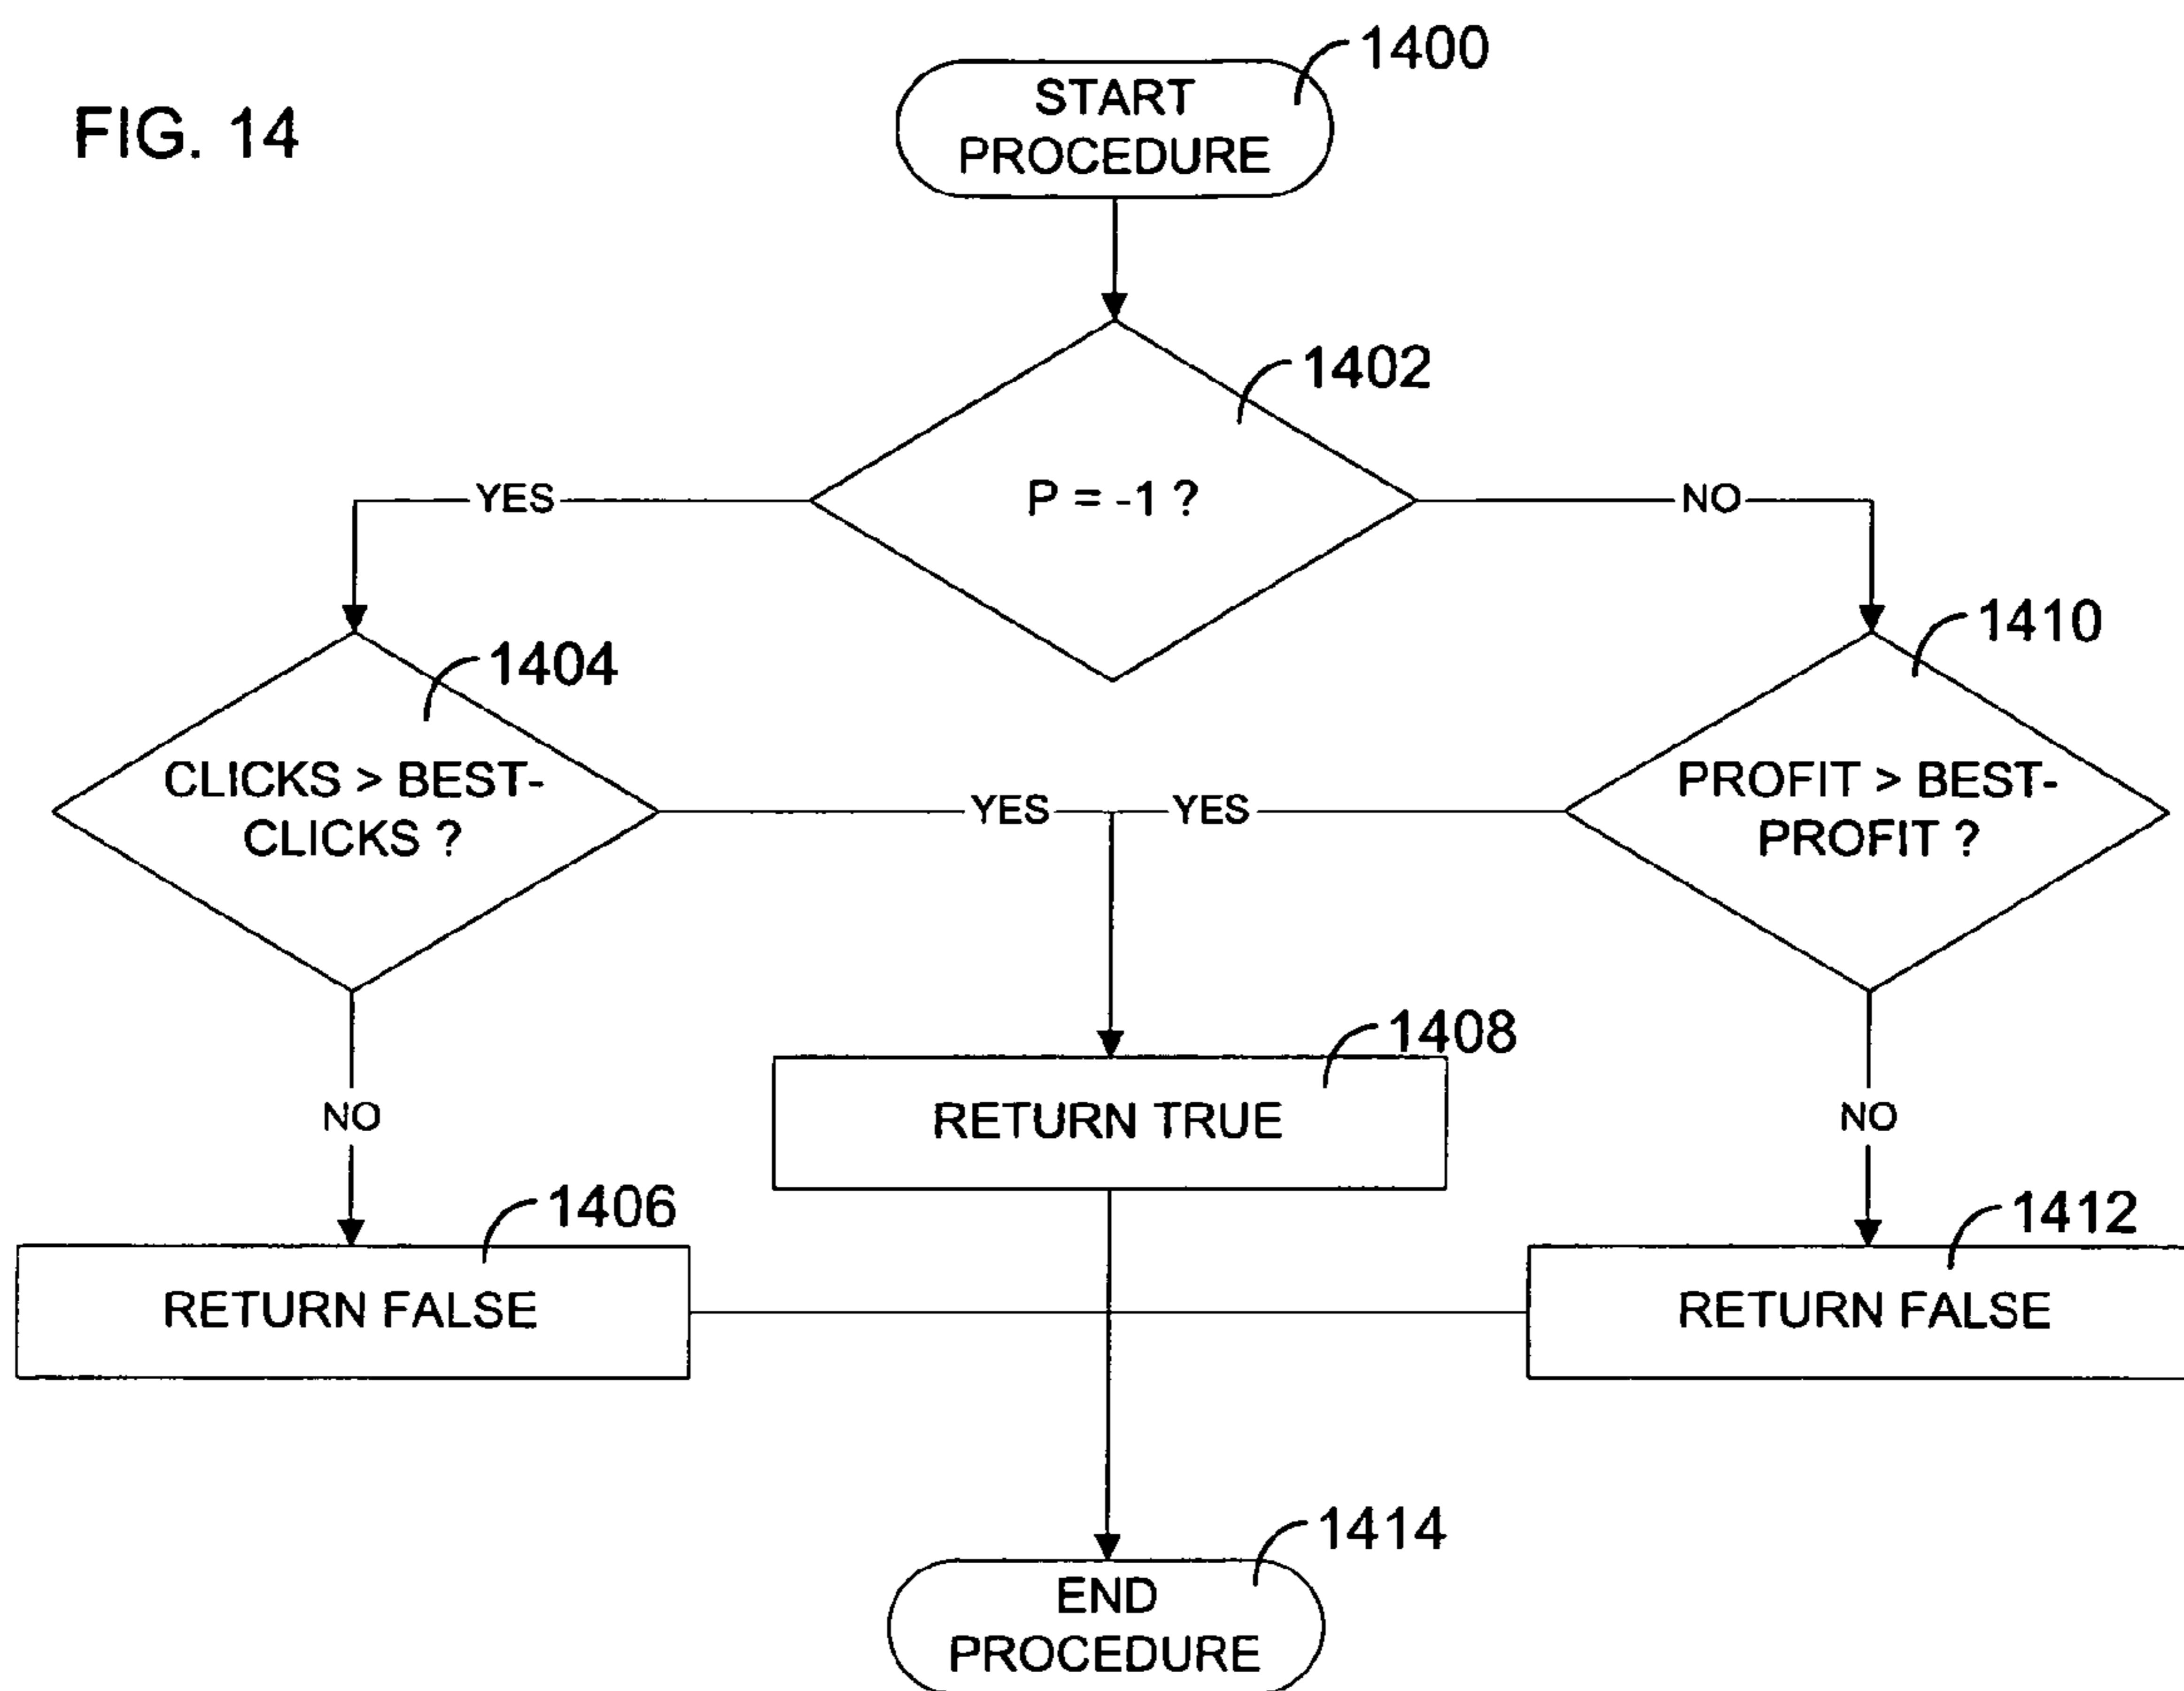 FIG. 14
1400
START
PROCEDURE
1402
P = -1 ?
YES
NO
1404
1410
CLICKS > BEST-
CLICKS ?
YES
YES
PROFIT > BEST-
PROFIT ?
1408
RETURN TRUE
NO
NO
1406
1412
RETURN FALSE
RETURN FALSE
1414
END
PROCEDURE